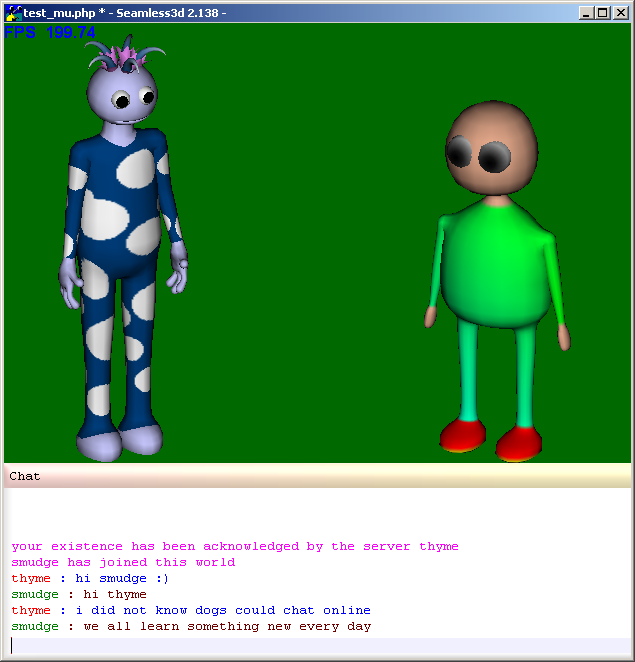 test_mu.php * - Seamless3d 2.138 -
FPS 199.74
Chat
your existence has been acknowledged by the server thyme
smudge has joined this world
thyme : hi smudge :)
smudge : hi thyme
thyme : i did not know dogs could chat online
smudge : we all learn something new every day